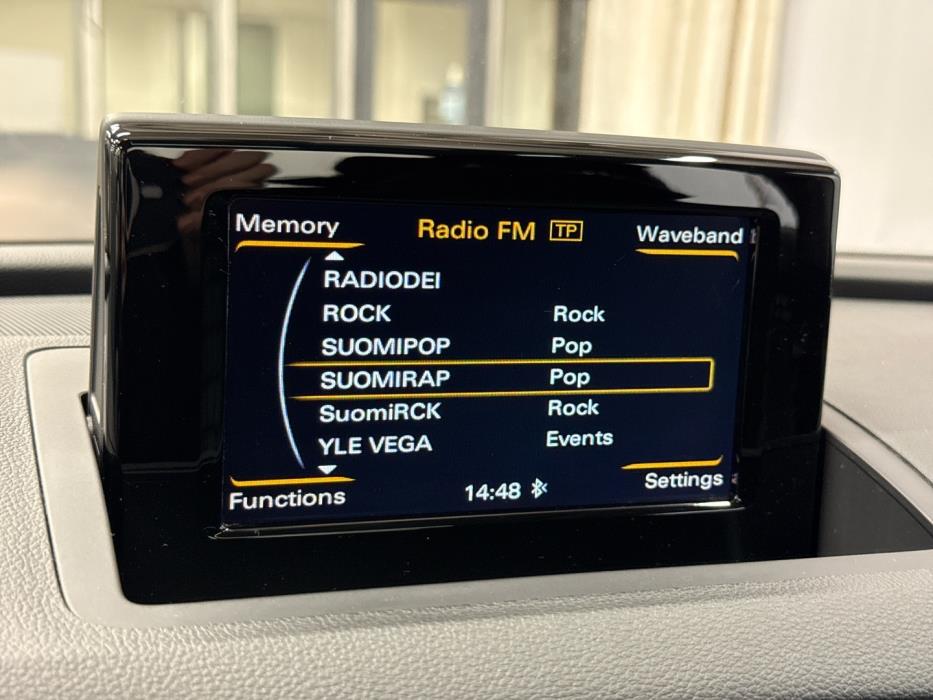 Memory Radio FM TP Waveband
RADIODEI
ROCK Rock
SUOMIPOP Pop
SUOMIRAP Pop
SuomiRCK Rock
YLE VEGA Events
Functions 14:48 Settings